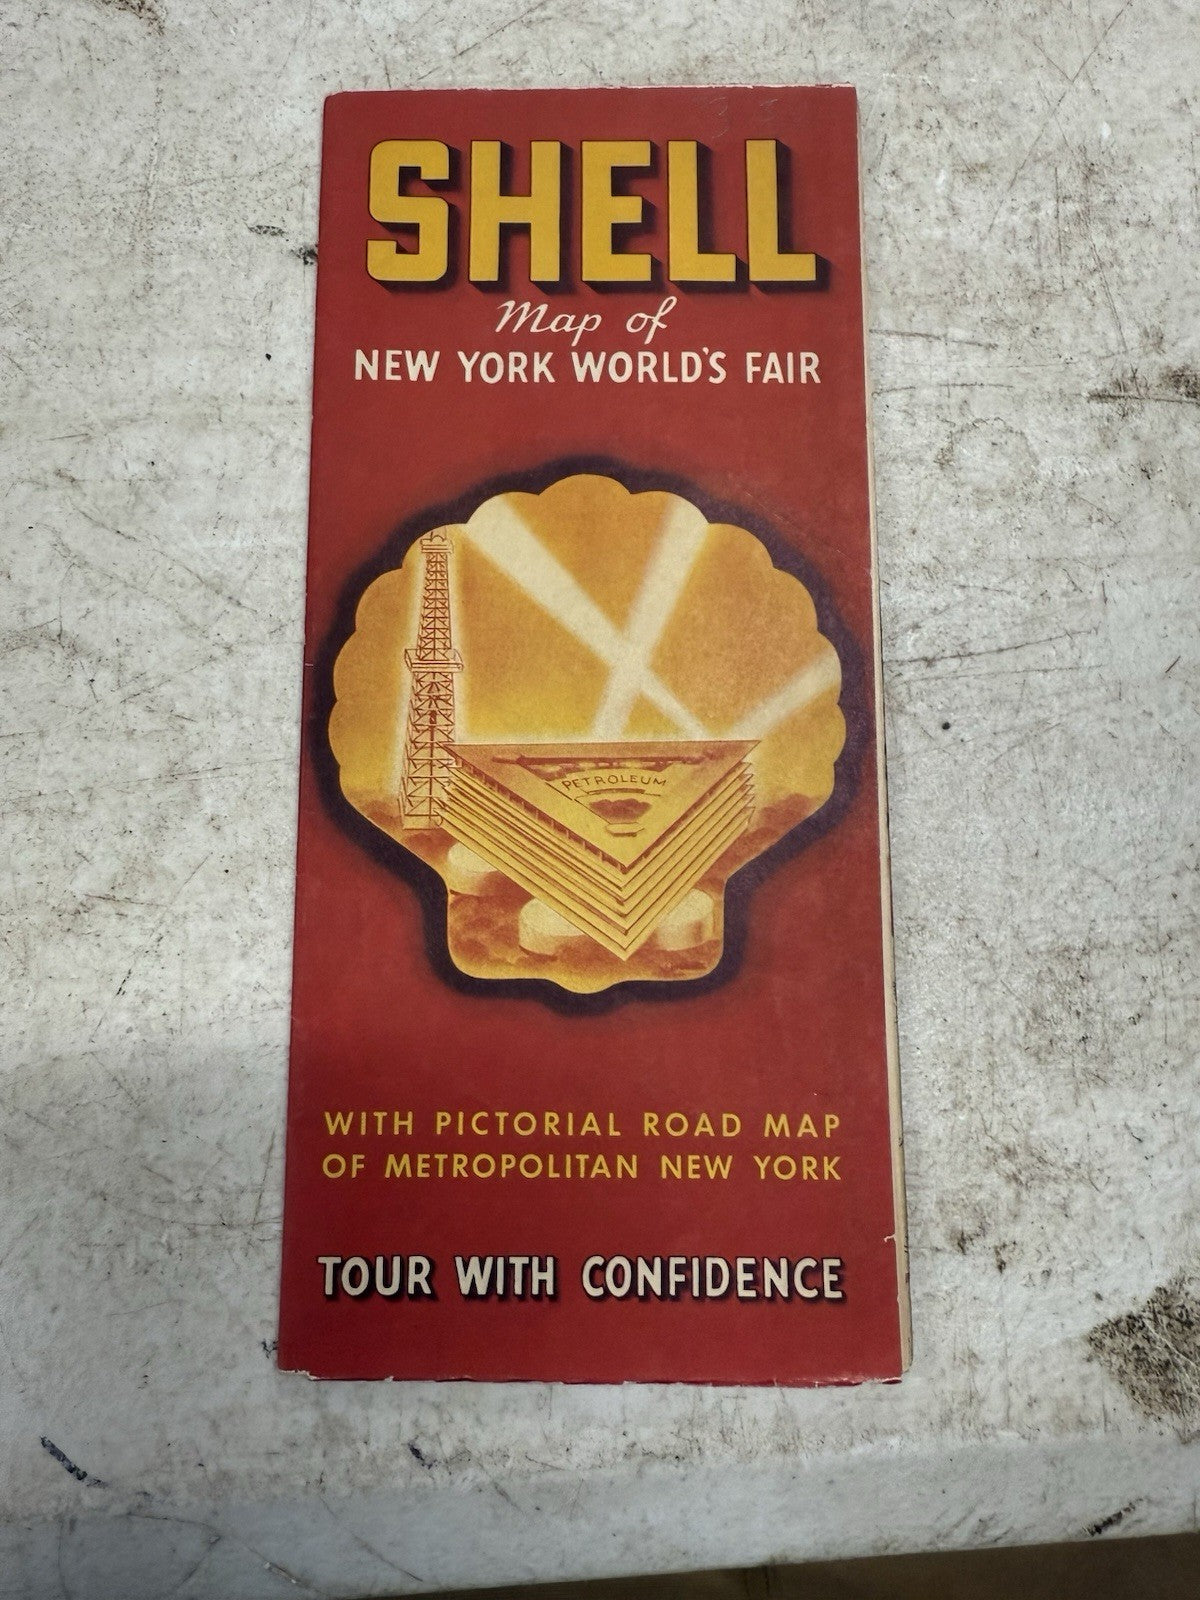 SHELL
Map of
NEW YORK WORLD'S FAIR
PETROLEUM
WITH PICTORIAL ROAD MAP
OF METROPOLITAN NEW YORK
TOUR WITH CONFIDENCE